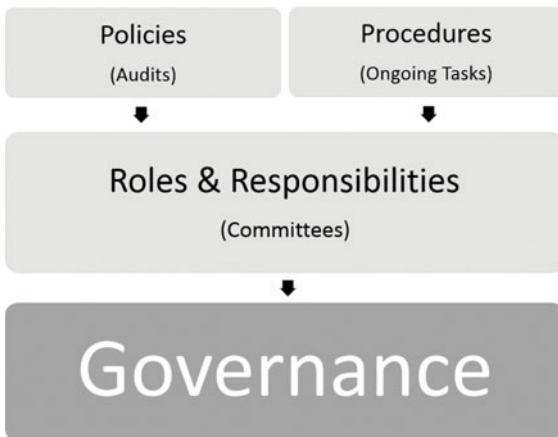 Policies
(Audits)
Procedures
(Ongoing Tasks)
Roles & Responsibilities
(Committees)
Governance